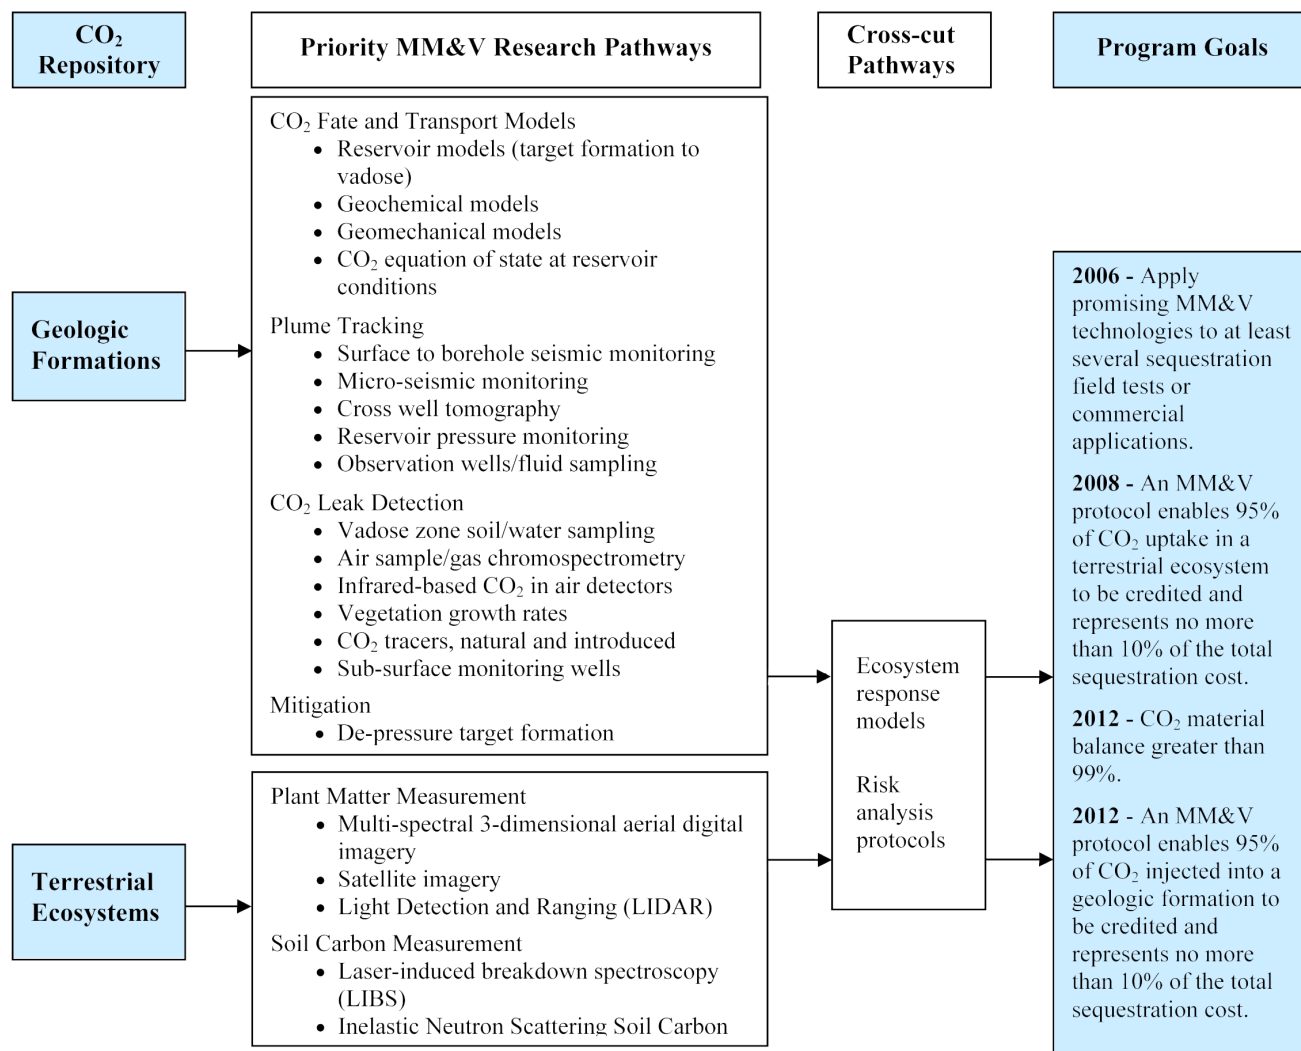 CO₂
Repository
Priority MM&V Research Pathways
Cross-cut
Pathways
Program Goals
Geologic
Formations
CO₂ Fate and Transport Models
• Reservoir models (target formation to
vadose)
• Geochemical models
• Geomechanical models
• CO₂ equation of state at reservoir
conditions
Plume Tracking
• Surface to borehole seismic monitoring
• Micro-seismic monitoring
• Cross well tomography
• Reservoir pressure monitoring
• Observation wells/fluid sampling
CO₂ Leak Detection
• Vadose zone soil/water sampling
• Air sample/gas chromospectrometry
• Infrared-based CO₂ in air detectors
• Vegetation growth rates
• CO₂ tracers, natural and introduced
• Sub-surface monitoring wells
Mitigation
• De-pressure target formation
Terrestrial
Ecosystems
Plant Matter Measurement
• Multi-spectral 3-dimensional aerial digital
imagery
• Satellite imagery
• Light Detection and Ranging (LIDAR)
Soil Carbon Measurement
• Laser-induced breakdown spectroscopy
(LIBS)
• Inelastic Neutron Scattering Soil Carbon
Ecosystem
response
models
Risk
analysis
protocols
2006 - Apply
promising MM&V
technologies to at least
several sequestration
field tests or
commercial
applications.
2008 - An MM&V
protocol enables 95%
of CO₂ uptake in a
terrestrial ecosystem
to be credited and
represents no more
than 10% of the total
sequestration cost.
2012 - CO₂ material
balance greater than
99%.
2012 - An MM&V
protocol enables 95%
of CO₂ injected into a
geologic formation to
be credited and
represents no more
than 10% of the total
sequestration cost.